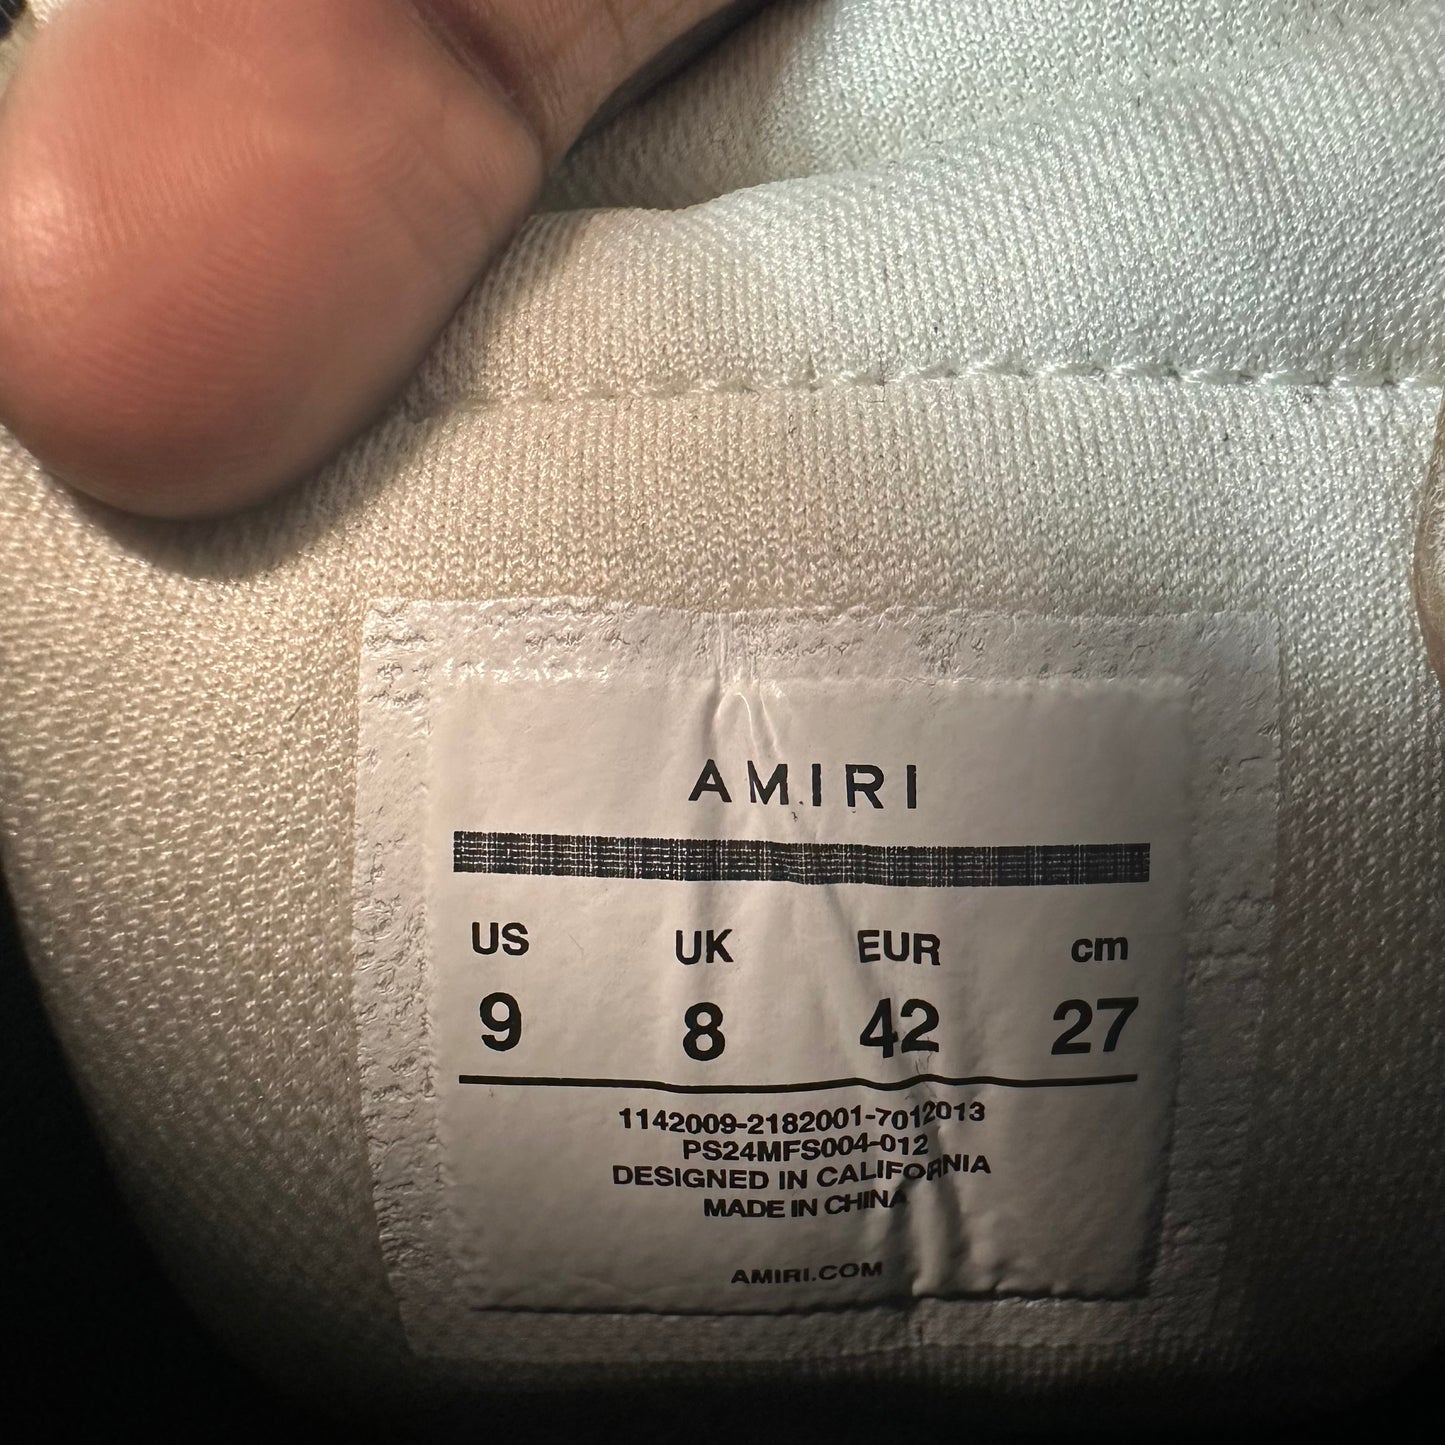 AMIRI
US UK EUR cm
9 8 42 27
1142009-2182001-7012013
PS24MFS004-012
DESIGNED IN CALIFORNIA
MADE IN CHINA
AMIRI.COM